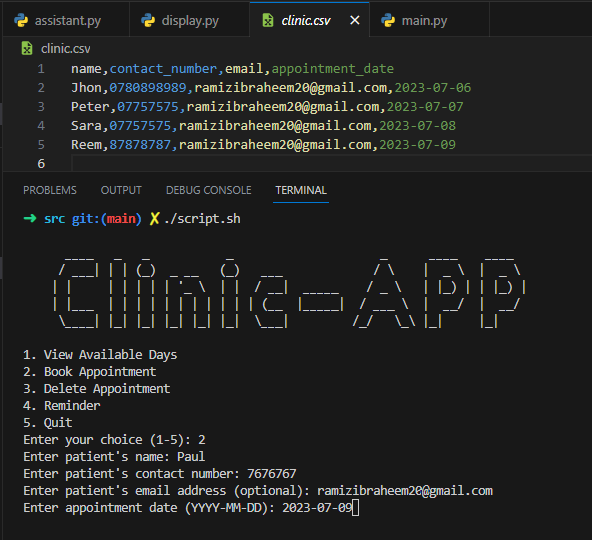 assistant.py display.py clinic.csv × main.py
clinic.csv
1 name,contact_number,email,appointment_date
2 Jhon,0780898989,ramizibraheem20@gmail.com,2023-07-06
3 Peter,07757575,ramizibraheem20@gmail.com,2023-07-07
4 Sara,07757575,ramizibraheem20@gmail.com,2023-07-08
5 Reem,87878787,ramizibraheem20@gmail.com,2023-07-09
6
PROBLEMS OUTPUT DEBUG CONSOLE TERMINAL
➜ src git:(main) ✗ ./script.sh
Clinic-APP
1. View Available Days
2. Book Appointment
3. Delete Appointment
4. Reminder
5. Quit
Enter your choice (1-5): 2
Enter patient's name: Paul
Enter patient's contact number: 7676767
Enter patient's email address (optional): ramizibraheem20@gmail.com
Enter appointment date (YYYY-MM-DD): 2023-07-09